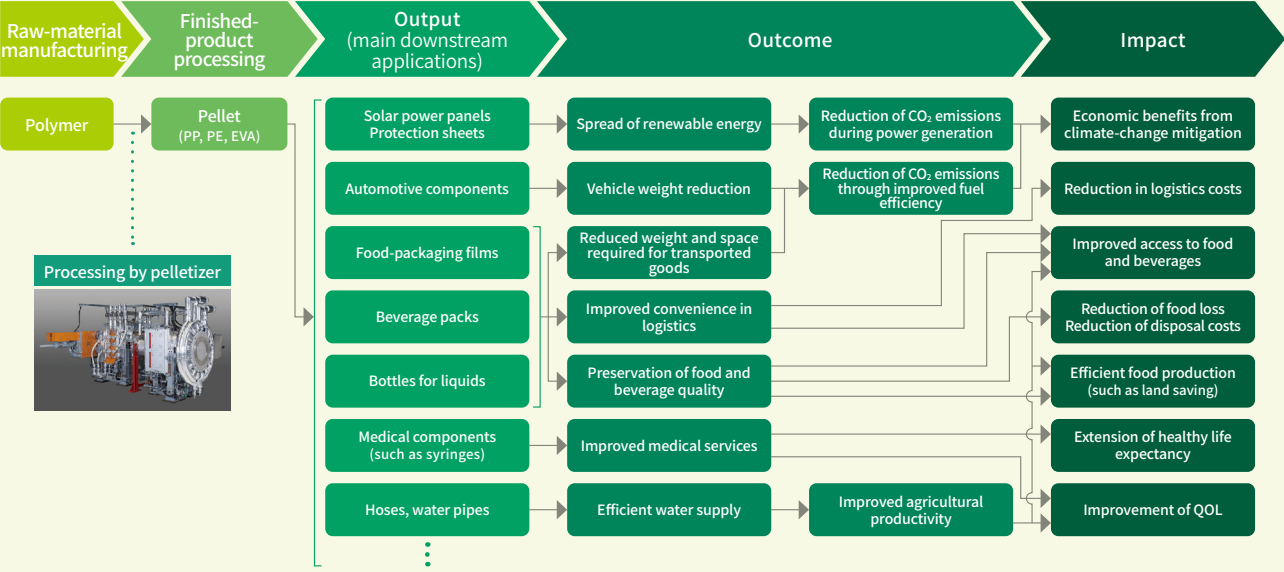 Raw-material
manufacturing
Finished-
product
processing
Output
(main downstream
applications)
Outcome
Impact
Polymer
Pellet
(PP, PE, EVA)
Processing by pelletizer
Solar power panels
Protection sheets
Spread of renewable energy
Reduction of CO₂ emissions
during power generation
Economic benefits from
climate-change mitigation
Automotive components
Vehicle weight reduction
Reduction of CO₂ emissions
through improved fuel
efficiency
Reduction in logistics costs
Food-packaging films
Reduced weight and space
required for transported
goods
Improved access to food
and beverages
Beverage packs
Improved convenience in
logistics
Reduction of food loss
Reduction of disposal costs
Bottles for liquids
Preservation of food and
beverage quality
Efficient food production
(such as land saving)
Medical components
(such as syringes)
Improved medical services
Extension of healthy life
expectancy
Hoses, water pipes
Efficient water supply
Improved agricultural
productivity
Improvement of QOL